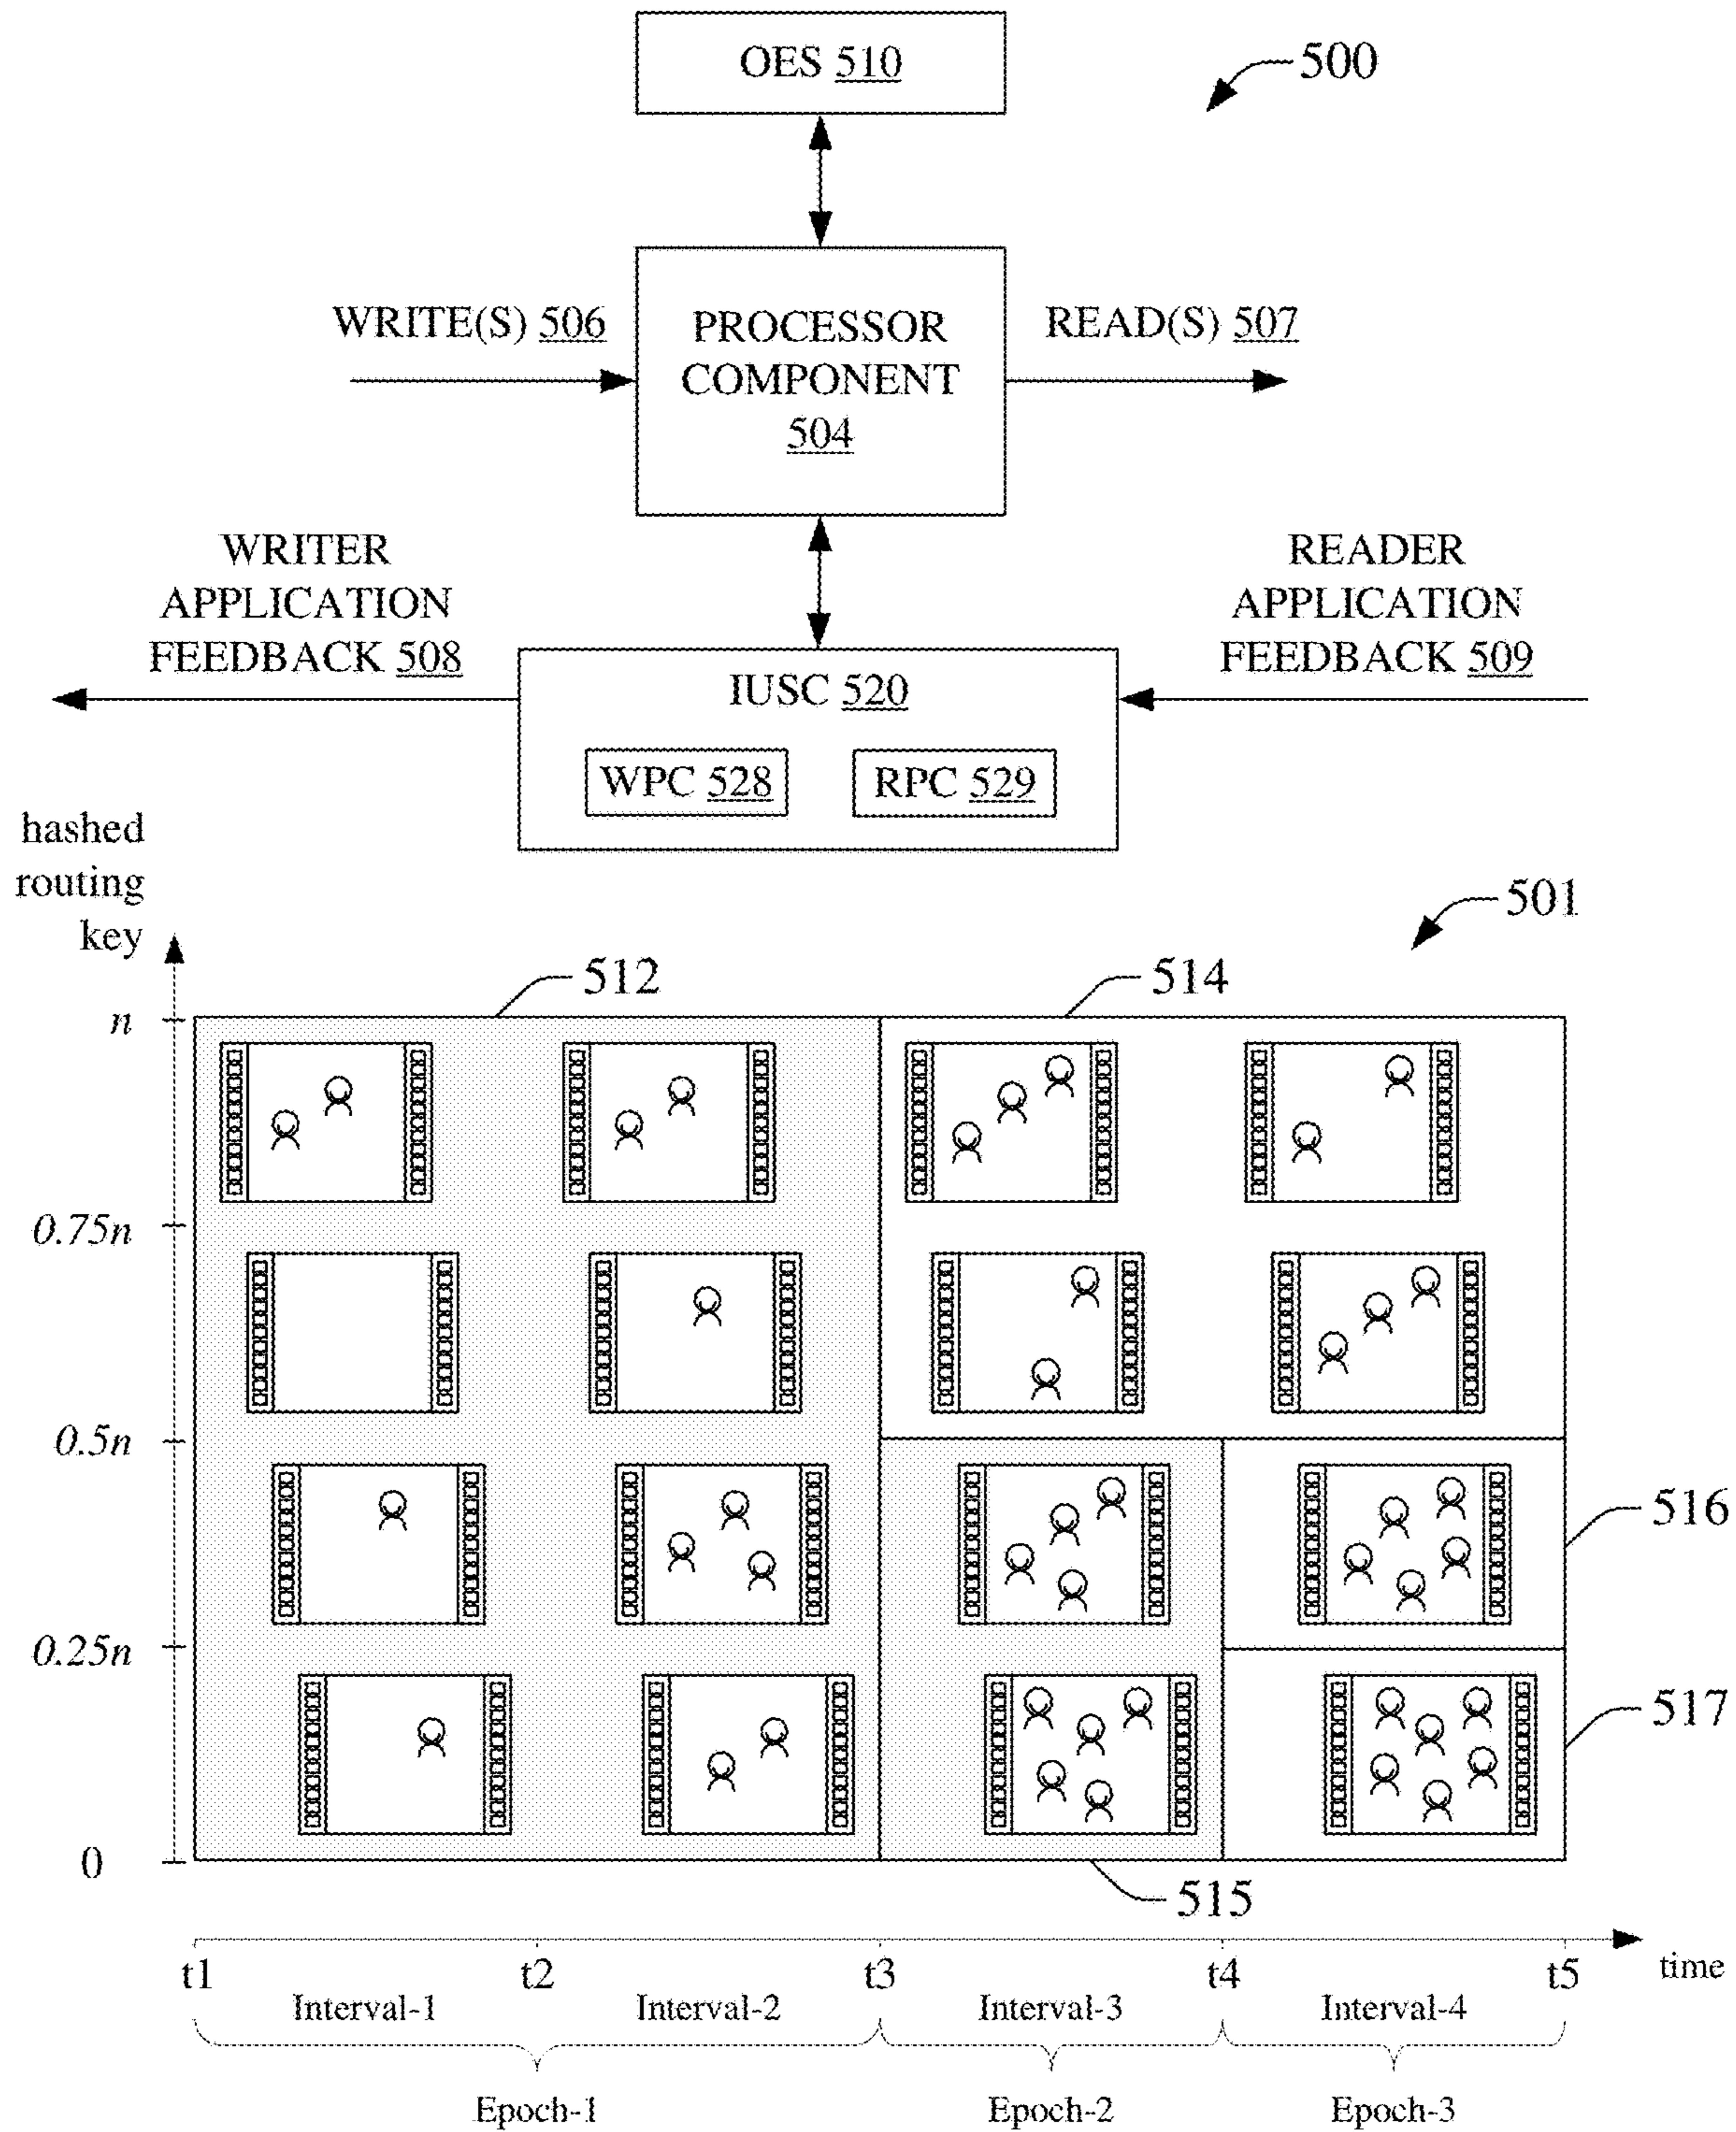 OES 510
500
WRITE(S) 506
PROCESSOR
COMPONENT
504
READ(S) 507
WRITER
APPLICATION
FEEDBACK 508
READER
APPLICATION
FEEDBACK 509
IUSC 520
WPC 528
RPC 529
hashed
routing
key
501
512
514
n
0.75n
0.5n
516
0.25n
517
0
515
t1
t2
t3
t4
t5
time
Interval-1
Interval-2
Interval-3
Interval-4
Epoch-1
Epoch-2
Epoch-3